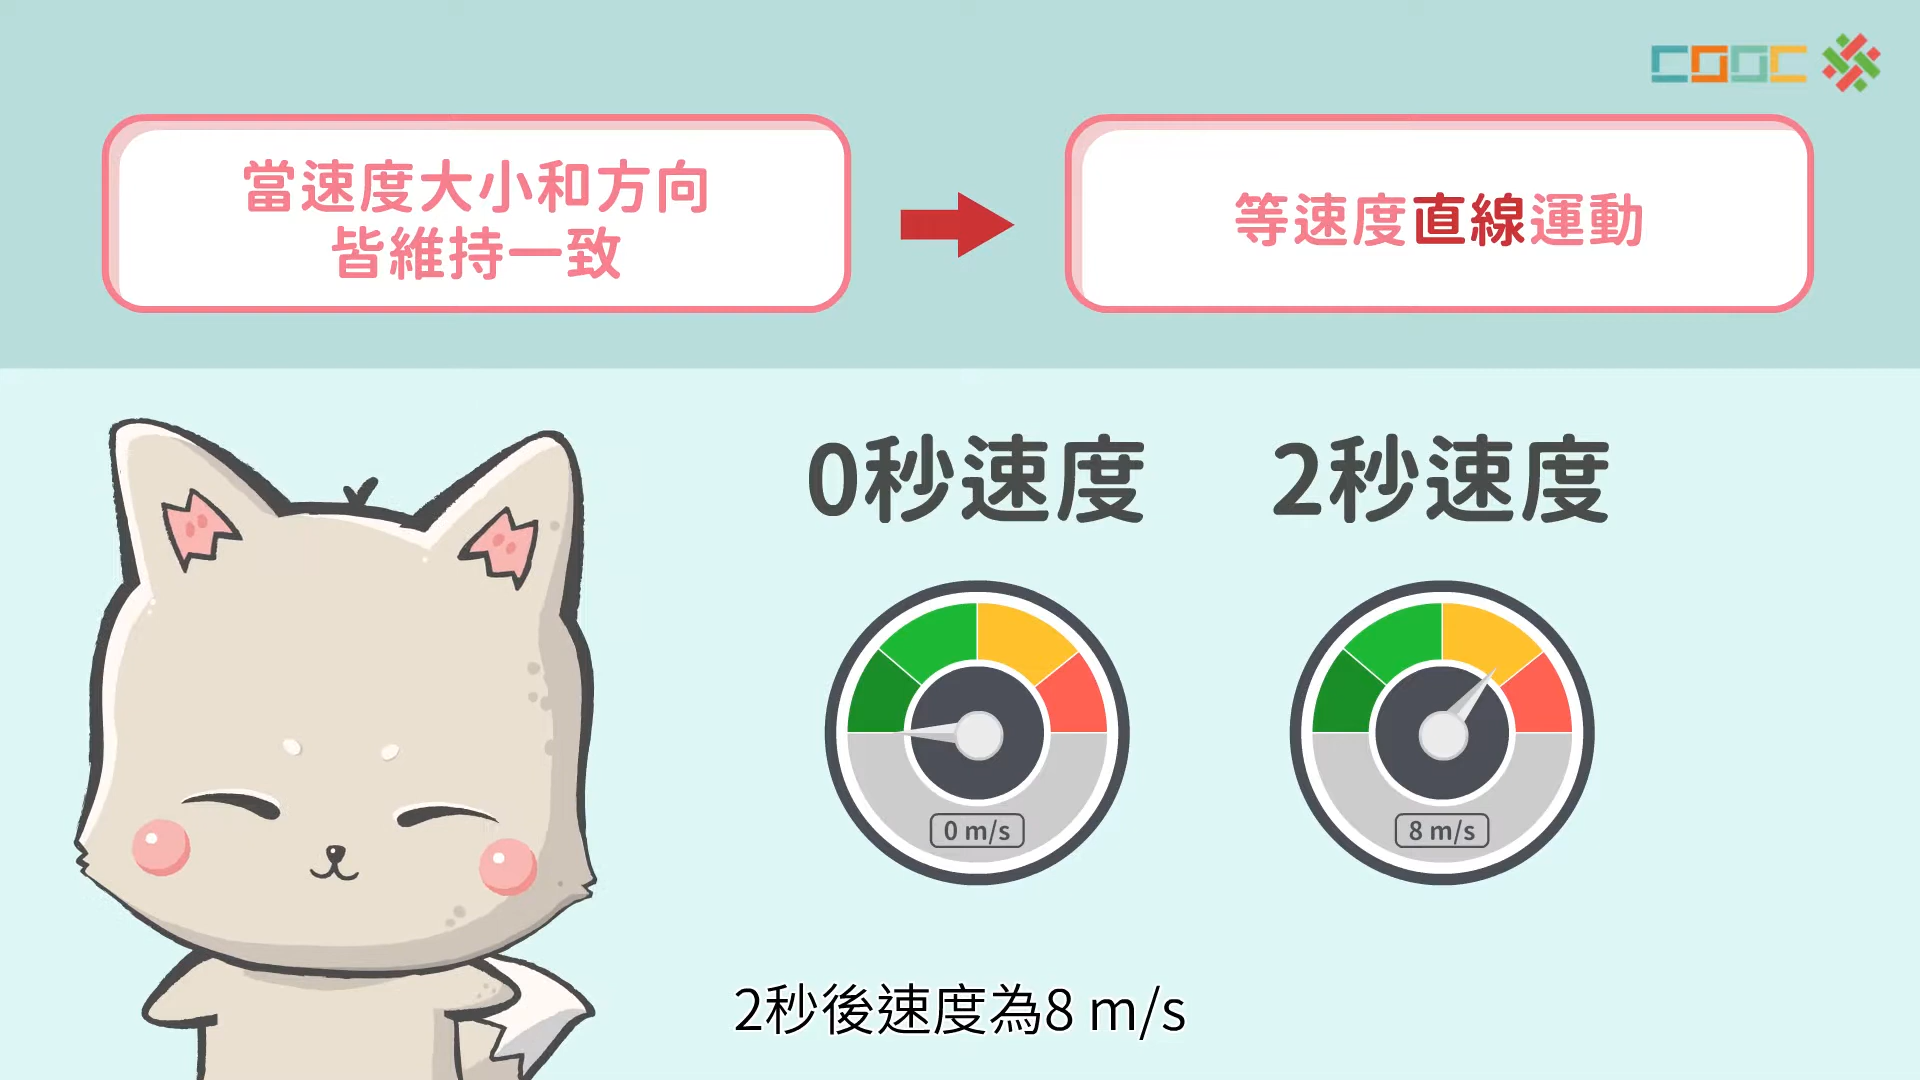 COOC
當速度大小和方向
皆維持一致
等速度直線運動
0秒速度
2秒速度
0 m/s
8 m/s
2秒後速度為8 m/s